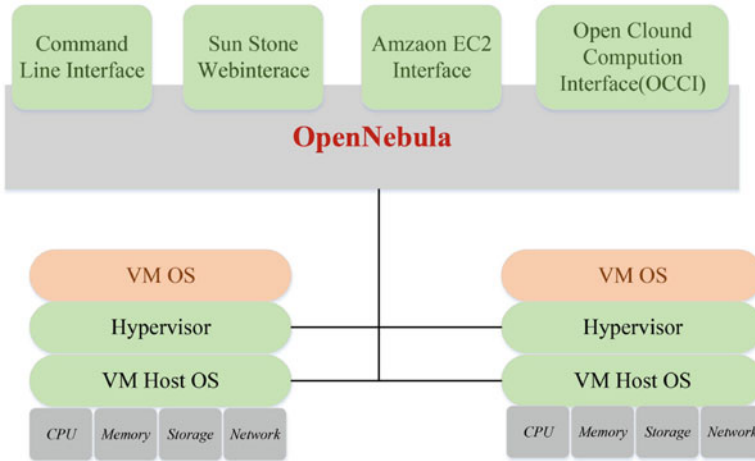 Command
Line Interface
Sun Stone
Webinterace
Amzaon EC2
Interface
Open Clound
Compution
Interface(OCCI)
OpenNebula
VM OS
Hypervisor
VM Host OS
CPU Memory Storage Network
VM OS
Hypervisor
VM Host OS
CPU Memory Storage Network